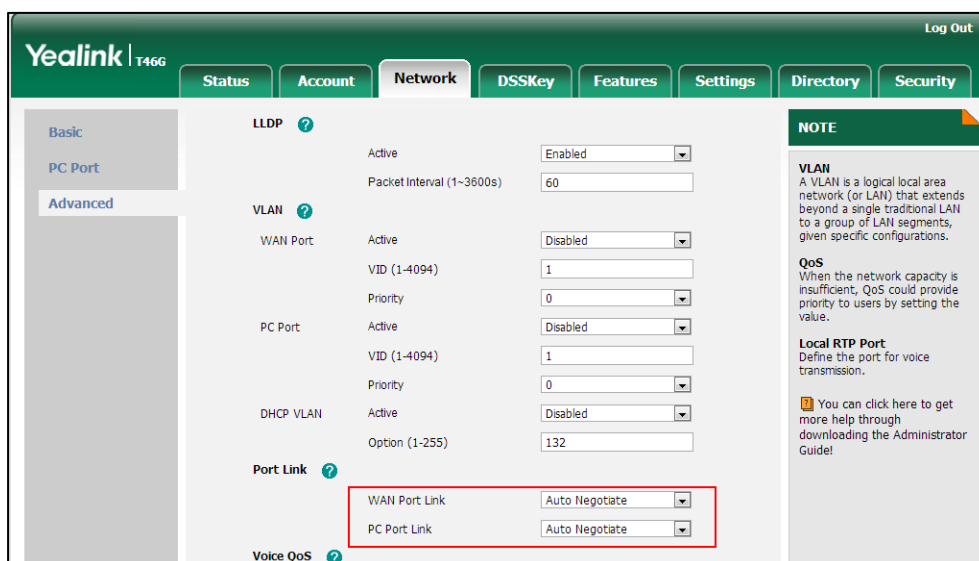 Log Out
Yealink T46G
Status Account Network DSSKey Features Settings Directory Security
Basic
PC Port
Advanced
LLDP ?
Active Enabled
Packet Interval (1~3600s) 60
VLAN ?
WAN Port Active Disabled
VID (1-4094) 1
Priority 0
PC Port Active Disabled
VID (1-4094) 1
Priority 0
DHCP VLAN Active Disabled
Option (1-255) 132
Port Link ?
WAN Port Link Auto Negotiate
PC Port Link Auto Negotiate
Voice QoS ?
NOTE
VLAN
A VLAN is a logical local area
network (or LAN) that extends
beyond a single traditional LAN
to a group of LAN segments,
given specific configurations.
QoS
When the network capacity is
insufficient, QoS could provide
priority to users by setting the
value.
Local RTP Port
Define the port for voice
transmission.
? You can click here to get
more help through
downloading the Administrator
Guide!